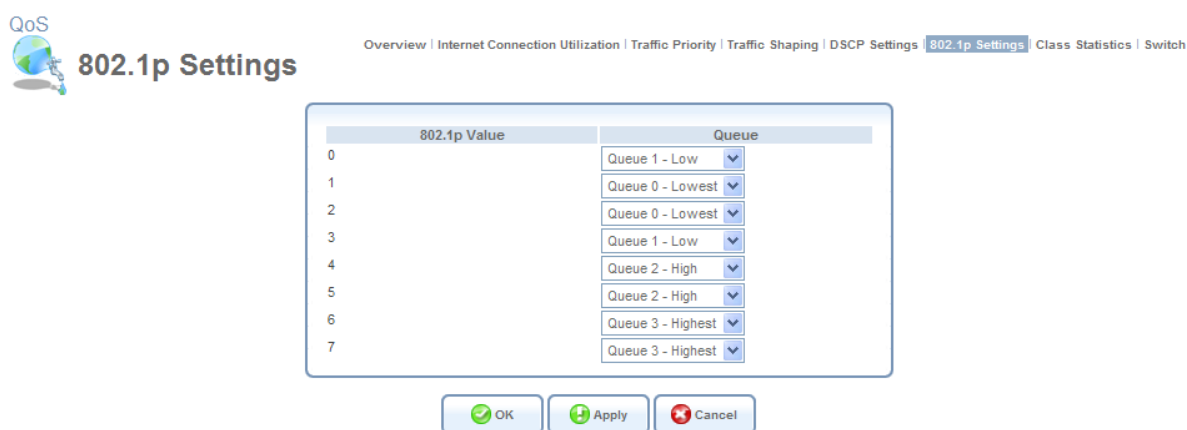 QoS
802.1p Settings
Overview | Internet Connection Utilization | Traffic Priority | Traffic Shaping | DSCP Settings | 802.1p Settings | Class Statistics | Switch
802.1p Value Queue
0 Queue 1 - Low
1 Queue 0 - Lowest
2 Queue 0 - Lowest
3 Queue 1 - Low
4 Queue 2 - High
5 Queue 2 - High
6 Queue 3 - Highest
7 Queue 3 - Highest
OK Apply Cancel